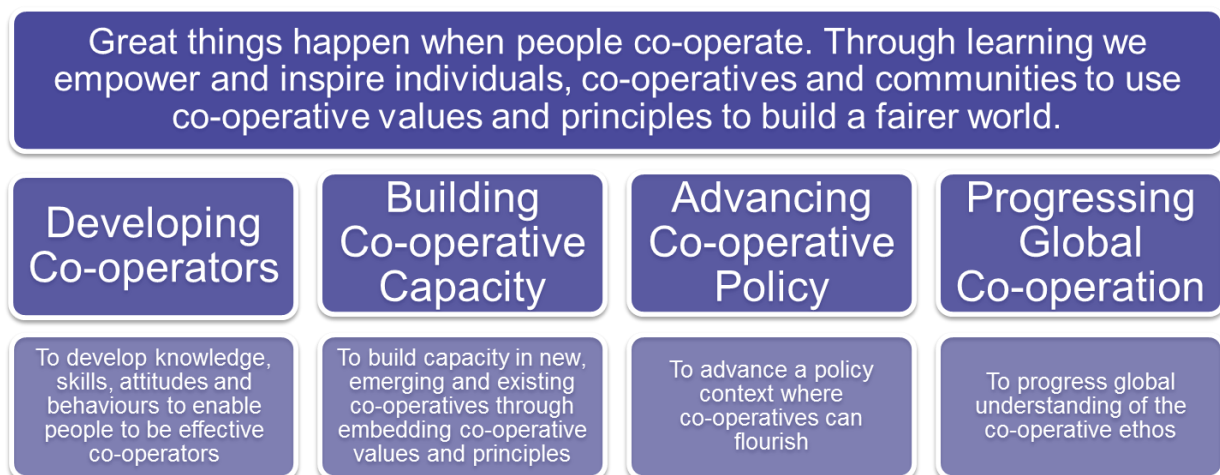 Great things happen when people co-operate. Through learning we
empower and inspire individuals, co-operatives and communities to use
co-operative values and principles to build a fairer world.
Developing
Co-operators
To develop knowledge,
skills, attitudes and
behaviours to enable
people to be effective
co-operators
Building
Co-operative
Capacity
To build capacity in new,
emerging and existing
co-operatives through
embedding co-operative
values and principles
Advancing
Co-operative
Policy
To advance a policy
context where
co-operatives can
flourish
Progressing
Global
Co-operation
To progress global
understanding of the
co-operative ethos